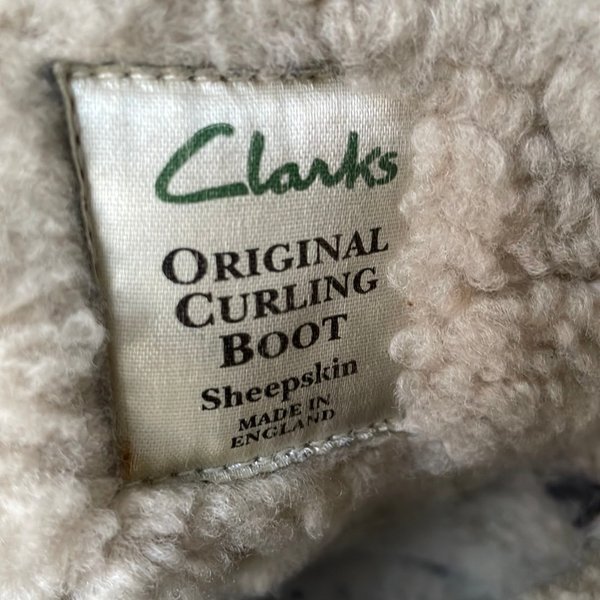 Clarks
ORIGINAL
CURLING
BOOT
Sheepskin
MADE IN
ENGLAND